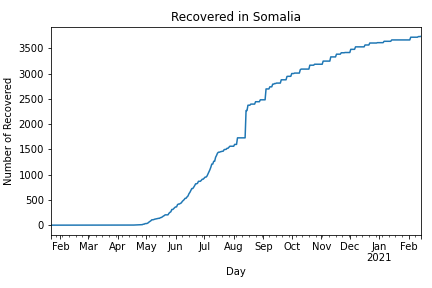 Recovered in Somalia
Number of Recovered
3500
3000
2500
2000
1500
1000
500
0
Feb Mar Apr May Jun Jul Aug Sep Oct Nov Dec Jan Feb
2021
Day